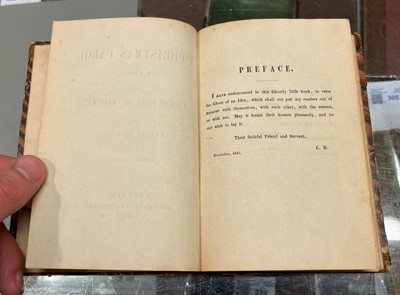 PREFACE.
I HAVE endeavoured in this Ghostly little book, to raise
the Ghost of an Idea, which shall not put my readers out of
humour with themselves, with each other, with the season,
or with me. May it haunt their houses pleasantly, and no
one wish to lay it.
Their faithful Friend and Servant,
C. D.
December, 1843.